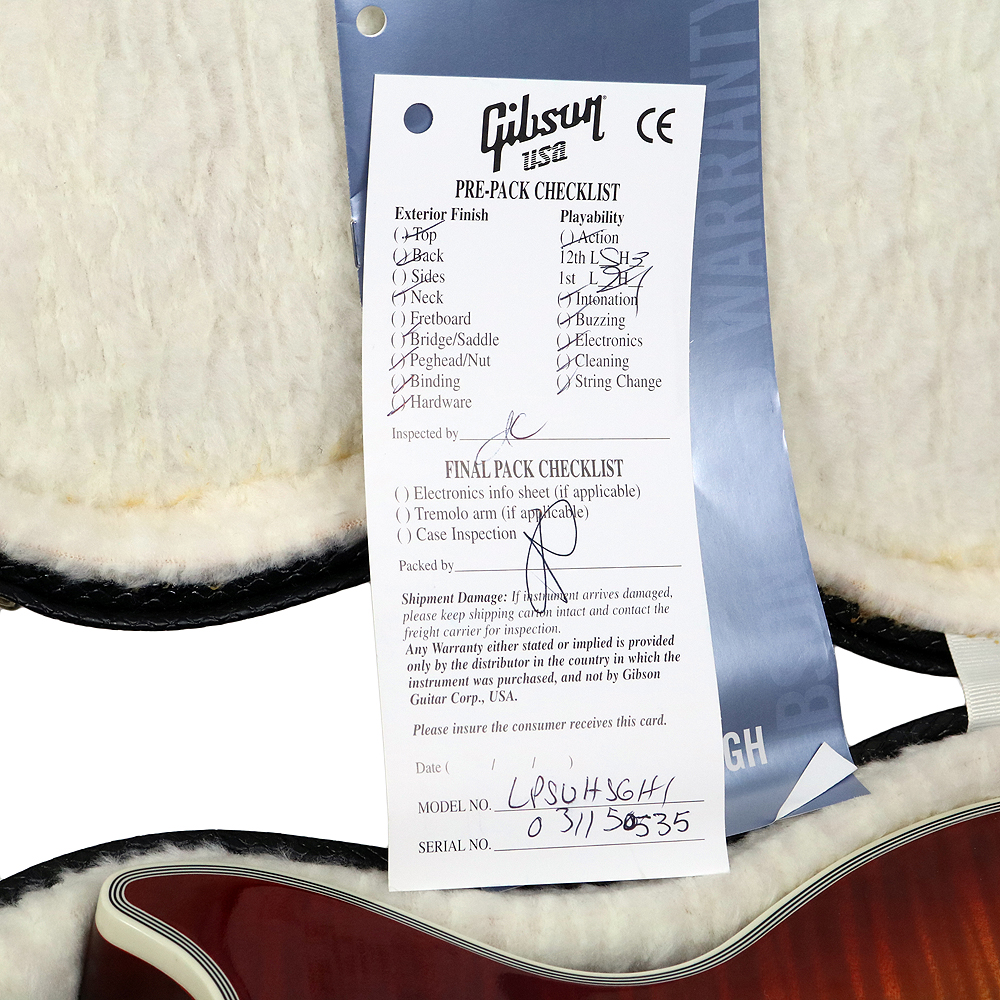 WARRANTY
Gibson
USA
CE
PRE-PACK CHECKLIST
Exterior Finish
( ) Top
( ) Back
( ) Sides
( ) Neck
( ) Fretboard
( ) Bridge/Saddle
( ) Peghead/Nut
( ) Binding
( ) Hardware
Playability
( ) Action
12th L H 3
1st L H
( ) Intonation
( ) Buzzing
( ) Electronics
( ) Cleaning
( ) String Change
Inspected by
FINAL PACK CHECKLIST
( ) Electronics info sheet (if applicable)
( ) Tremolo arm (if applicable)
( ) Case Inspection
Packed by
Shipment Damage: If instrument arrives damaged,
please keep shipping carton intact and contact the
freight carrier for inspection.
Any Warranty either stated or implied is provided
only by the distributor in the country in which the
instrument was purchased, and not by Gibson
Guitar Corp., USA.
Please insure the consumer receives this card.
Date ( / / )
MODEL NO. LPSUHSGH1
031150535
SERIAL NO.
GH